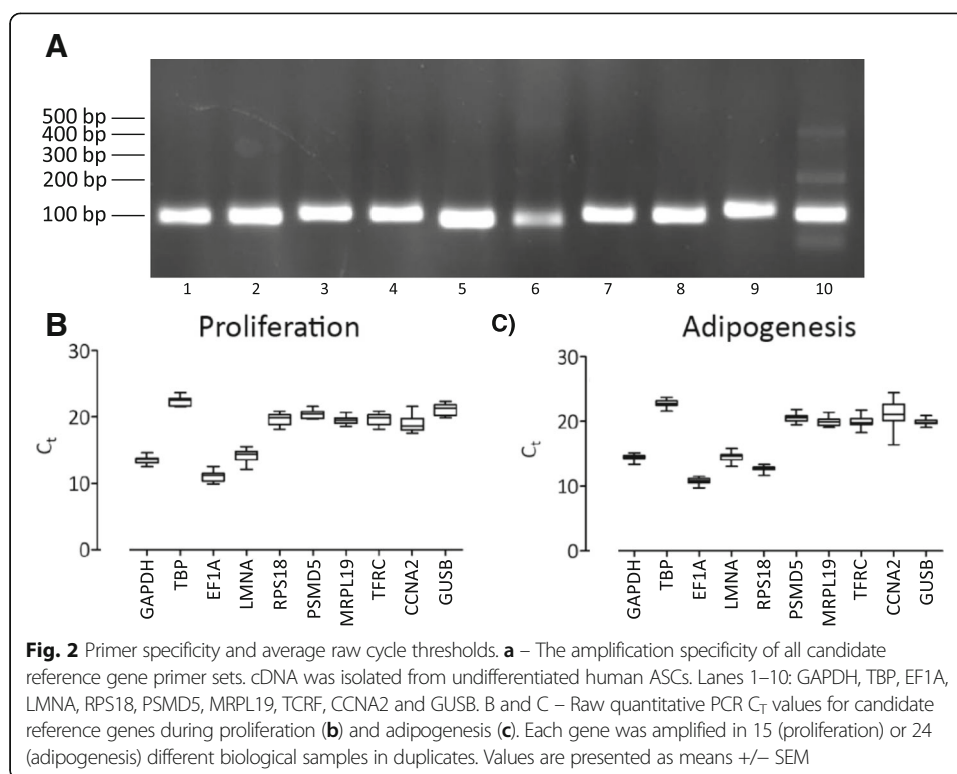 A
500 bp
400 bp
300 bp
200 bp
100 bp
1 2 3 4 5 6 7 8 9 10
B
Proliferation
30
20
10
0
Ct
GAPDH
TBP
EF1A
LMNA
RPS18
PSMD5
MRPL19
TFRC
CCNA2
GUSB
C)
Adipogenesis
30
20
10
0
Ct
GAPDH
TBP
EF1A
LMNA
RPS18
PSMD5
MRPL19
TFRC
CCNA2
GUSB
Fig. 2 Primer specificity and average raw cycle thresholds. a – The amplification specificity of all candidate
reference gene primer sets. cDNA was isolated from undifferentiated human ASCs. Lanes 1–10: GAPDH, TBP, EF1A,
LMNA, RPS18, PSMD5, MRPL19, TCRF, CCNA2 and GUSB. B and C – Raw quantitative PCR CT values for candidate
reference genes during proliferation (b) and adipogenesis (c). Each gene was amplified in 15 (proliferation) or 24
(adipogenesis) different biological samples in duplicates. Values are presented as means +/− SEM